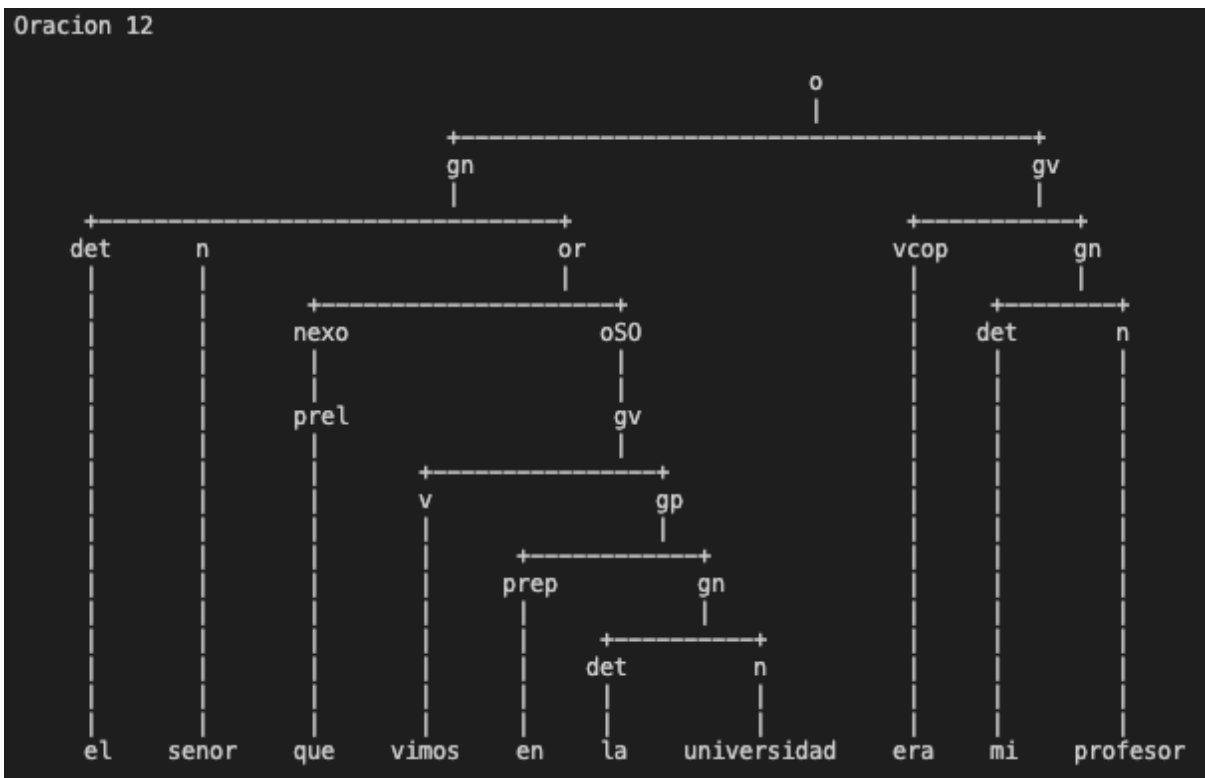 Oracion 12
o
gn gv
det n or vcop gn
nexo oSO det n
prel gv
v gp
prep gn
det n
el senor que vimos en la universidad era mi profesor